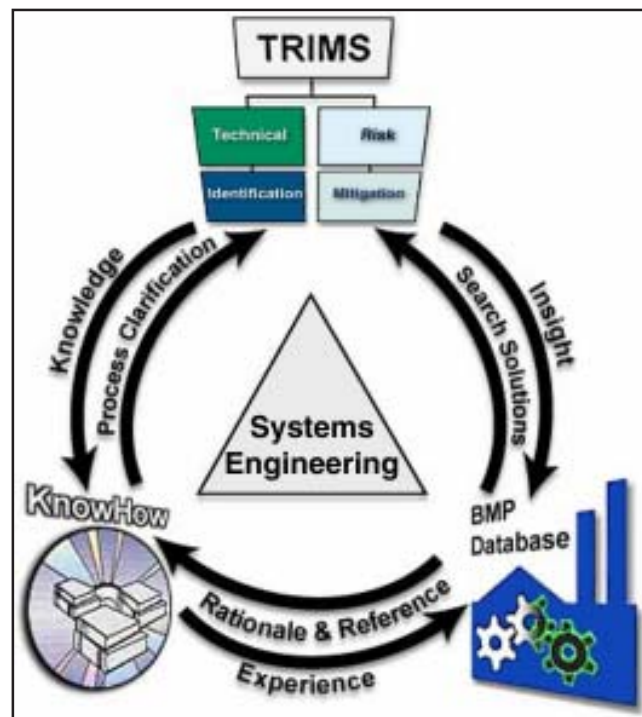 TRIMS
Technical
Risk
Identification
Mitigation
Knowledge
Process Clarification
Search Solutions
Insight
Systems
Engineering
KnowHow
BMP
Database
Rationale & Reference
Experience